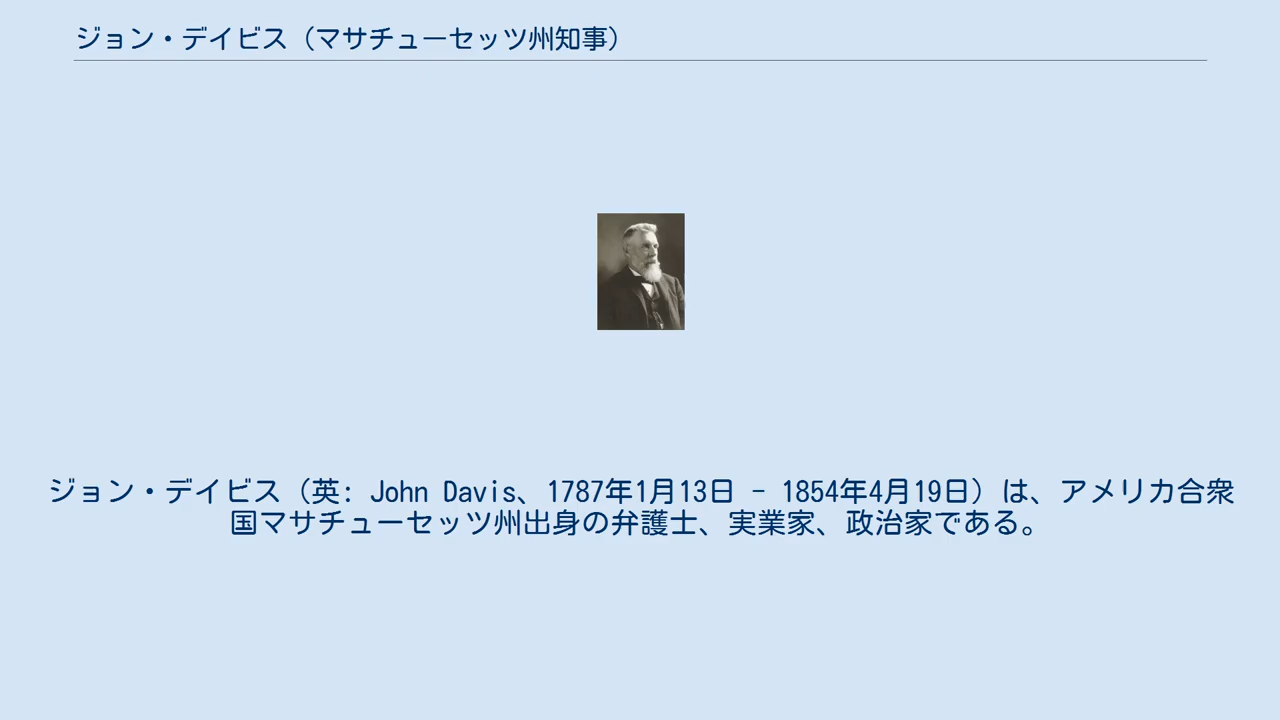 ジョン・デイビス（マサチューセッツ州知事）
ジョン・デイビス（英: John Davis、1787年1月13日 - 1854年4月19日）は、アメリカ合衆
国マサチューセッツ州出身の弁護士、実業家、政治家である。